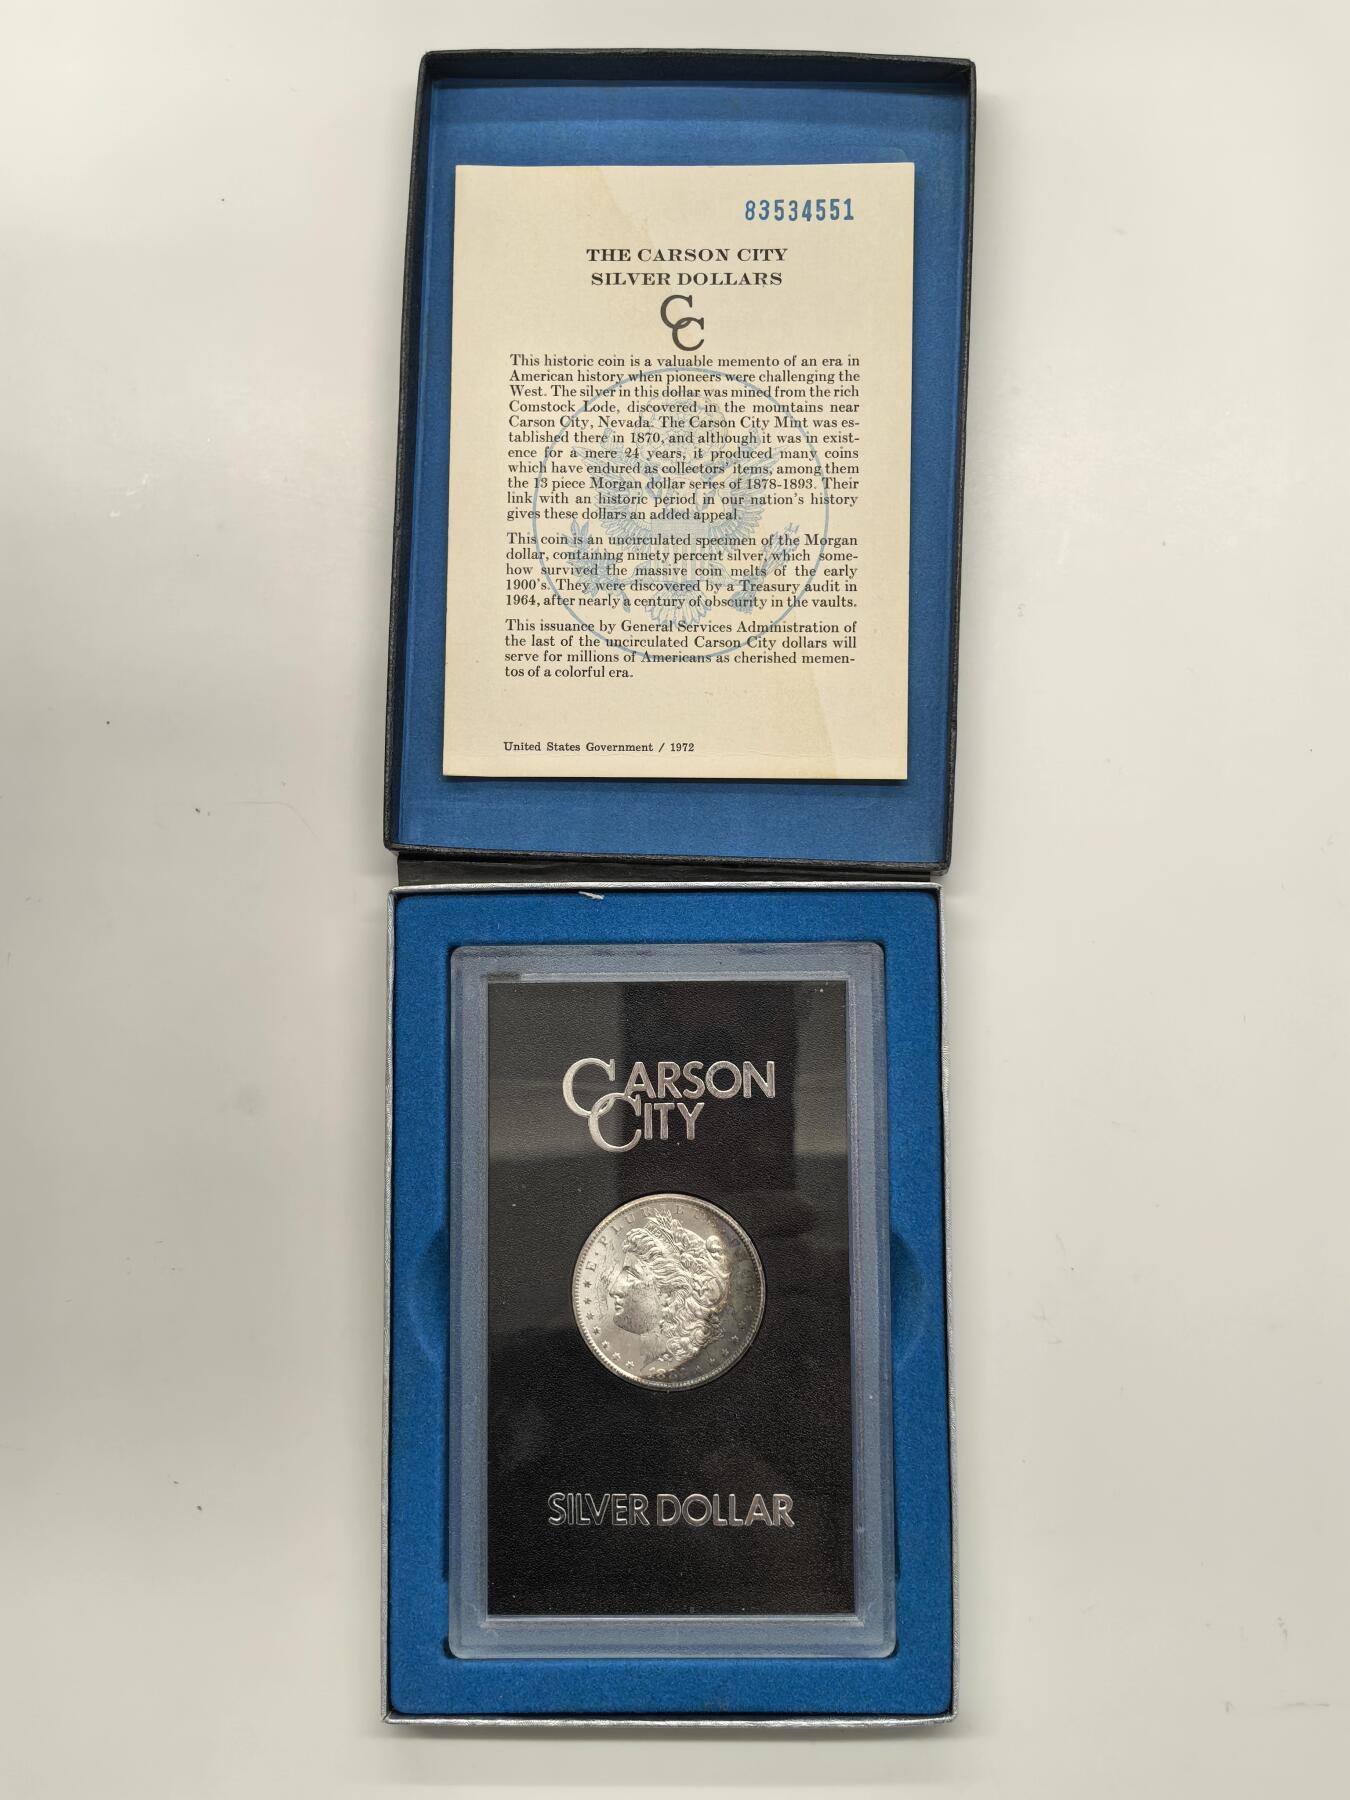 83534551
THE CARSON CITY
SILVER DOLLARS
CC
This historic coin is a valuable memento of an era in
American history when pioneers were challenging the
West. The silver in this dollar was mined from the rich
Comstock Lode, discovered in the mountains near
Carson City, Nevada. The Carson City Mint was es-
tablished there in 1870, and although it was in exist-
ence for a mere 24 years, it produced many coins
which have endured as collectors' items, among them
the 13 piece Morgan dollar series of 1878-1893. Their
link with an historic period in our nation's history
gives these dollars an added appeal.
This coin is an uncirculated specimen of the Morgan
dollar, containing ninety percent silver, which some-
how survived the massive coin melts of the early
1900's. They were discovered by a Treasury audit in
1964, after nearly a century of obscurity in the vaults.
This issuance by General Services Administration of
the last of the uncirculated Carson City dollars will
serve for millions of Americans as cherished memen-
tos of a colorful era.
United States Government / 1972
CARSON
CITY
E · PLURIBUS
SILVER DOLLAR